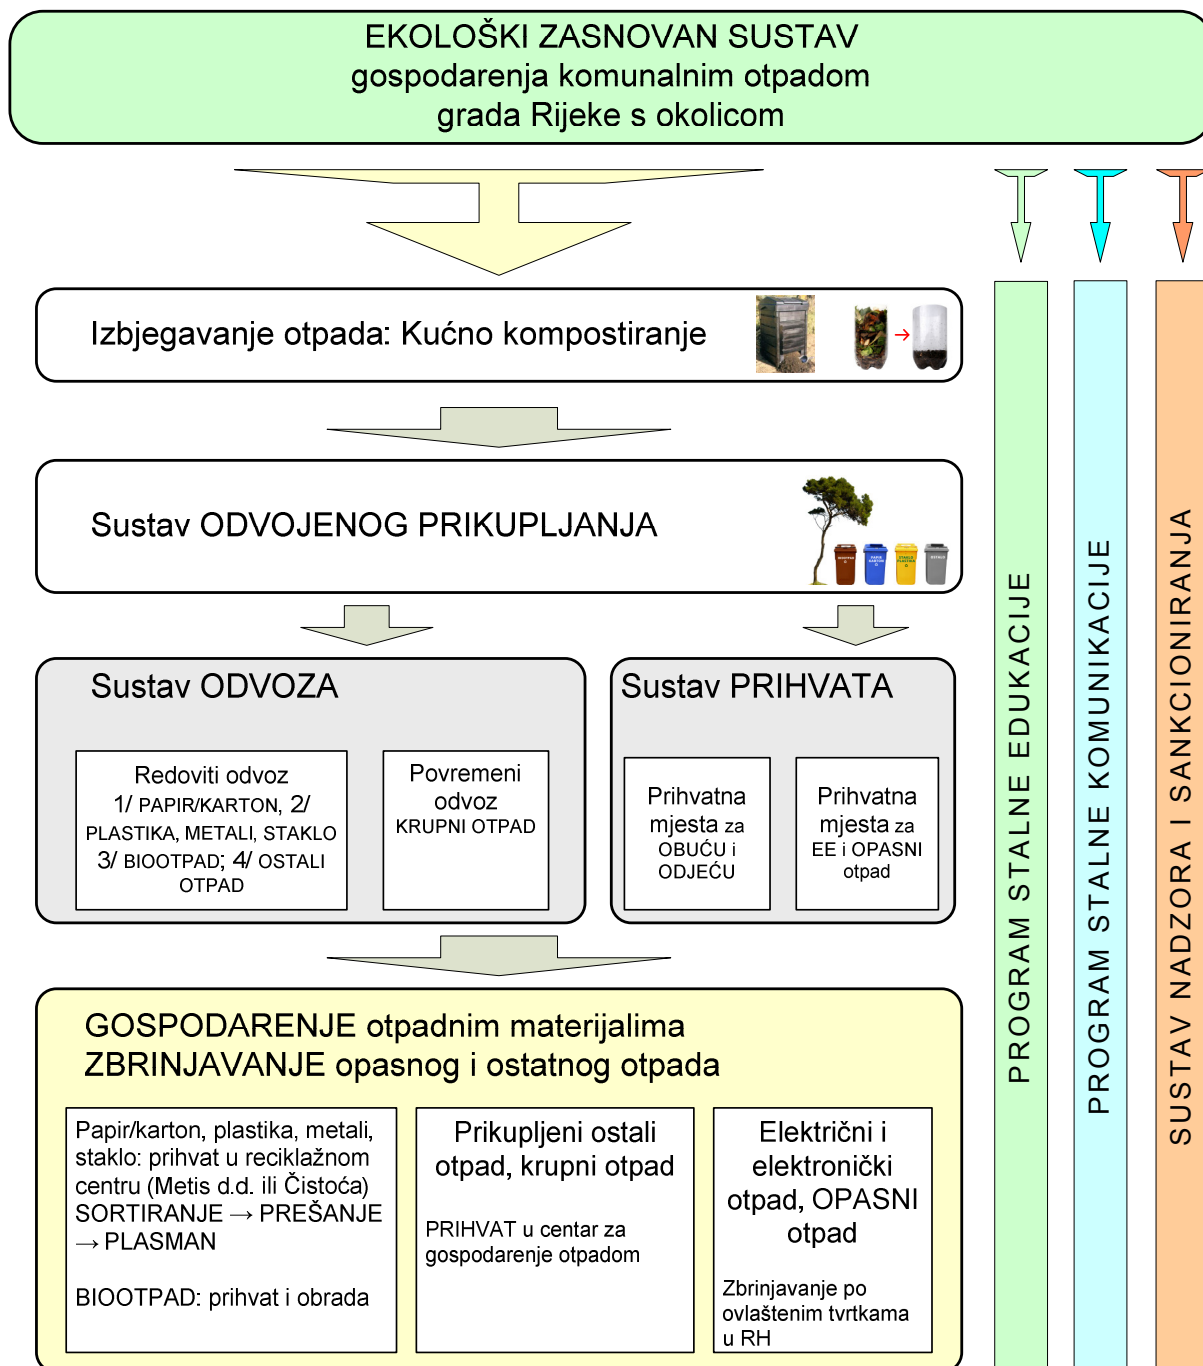 EKOLOŠKI ZASNOVAN SUSTAV
gospodarenja komunalnim otpadom
grada Rijeke s okolicom
Izbjegavanje otpada: Kućno kompostiranje
Sustav ODVOJENOG PRIKUPLJANJA
Sustav ODVOZA
Redoviti odvoz
1/ PAPIR/KARTON, 2/
PLASTIKA, METALI, STAKLO
3/ BIOOTPAD; 4/ OSTALI
OTPAD
Povremeni
odvoz
KRUPNI OTPAD
Sustav PRIHVATA
Prihvatna
mjesta za
OBUĆU i
ODJEĆU
Prihvatna
mjesta za
EE i OPASNI
otpad
GOSPODARENJE otpadnim materijalima
ZBRINJAVANJE opasnog i ostatnog otpada
Papir/karton, plastika, metali,
staklo: prihvat u reciklažnom
centru (Metis d.d. ili Čistoća)
SORTIRANJE → PREŠANJE
→ PLASMAN
BIOOTPAD: prihvat i obrada
Prikupljeni ostali
otpad, krupni otpad
PRIHVAT u centar za
gospodarenje otpadom
Električni i
elektronički
otpad, OPASNI
otpad
Zbrinjavanje po
ovlaštenim tvrtkama
u RH
PROGRAM STALNE EDUKACIJE
PROGRAM STALNE KOMUNIKACIJE
SUSTAV NADZORA I SANKCIONIRANJA